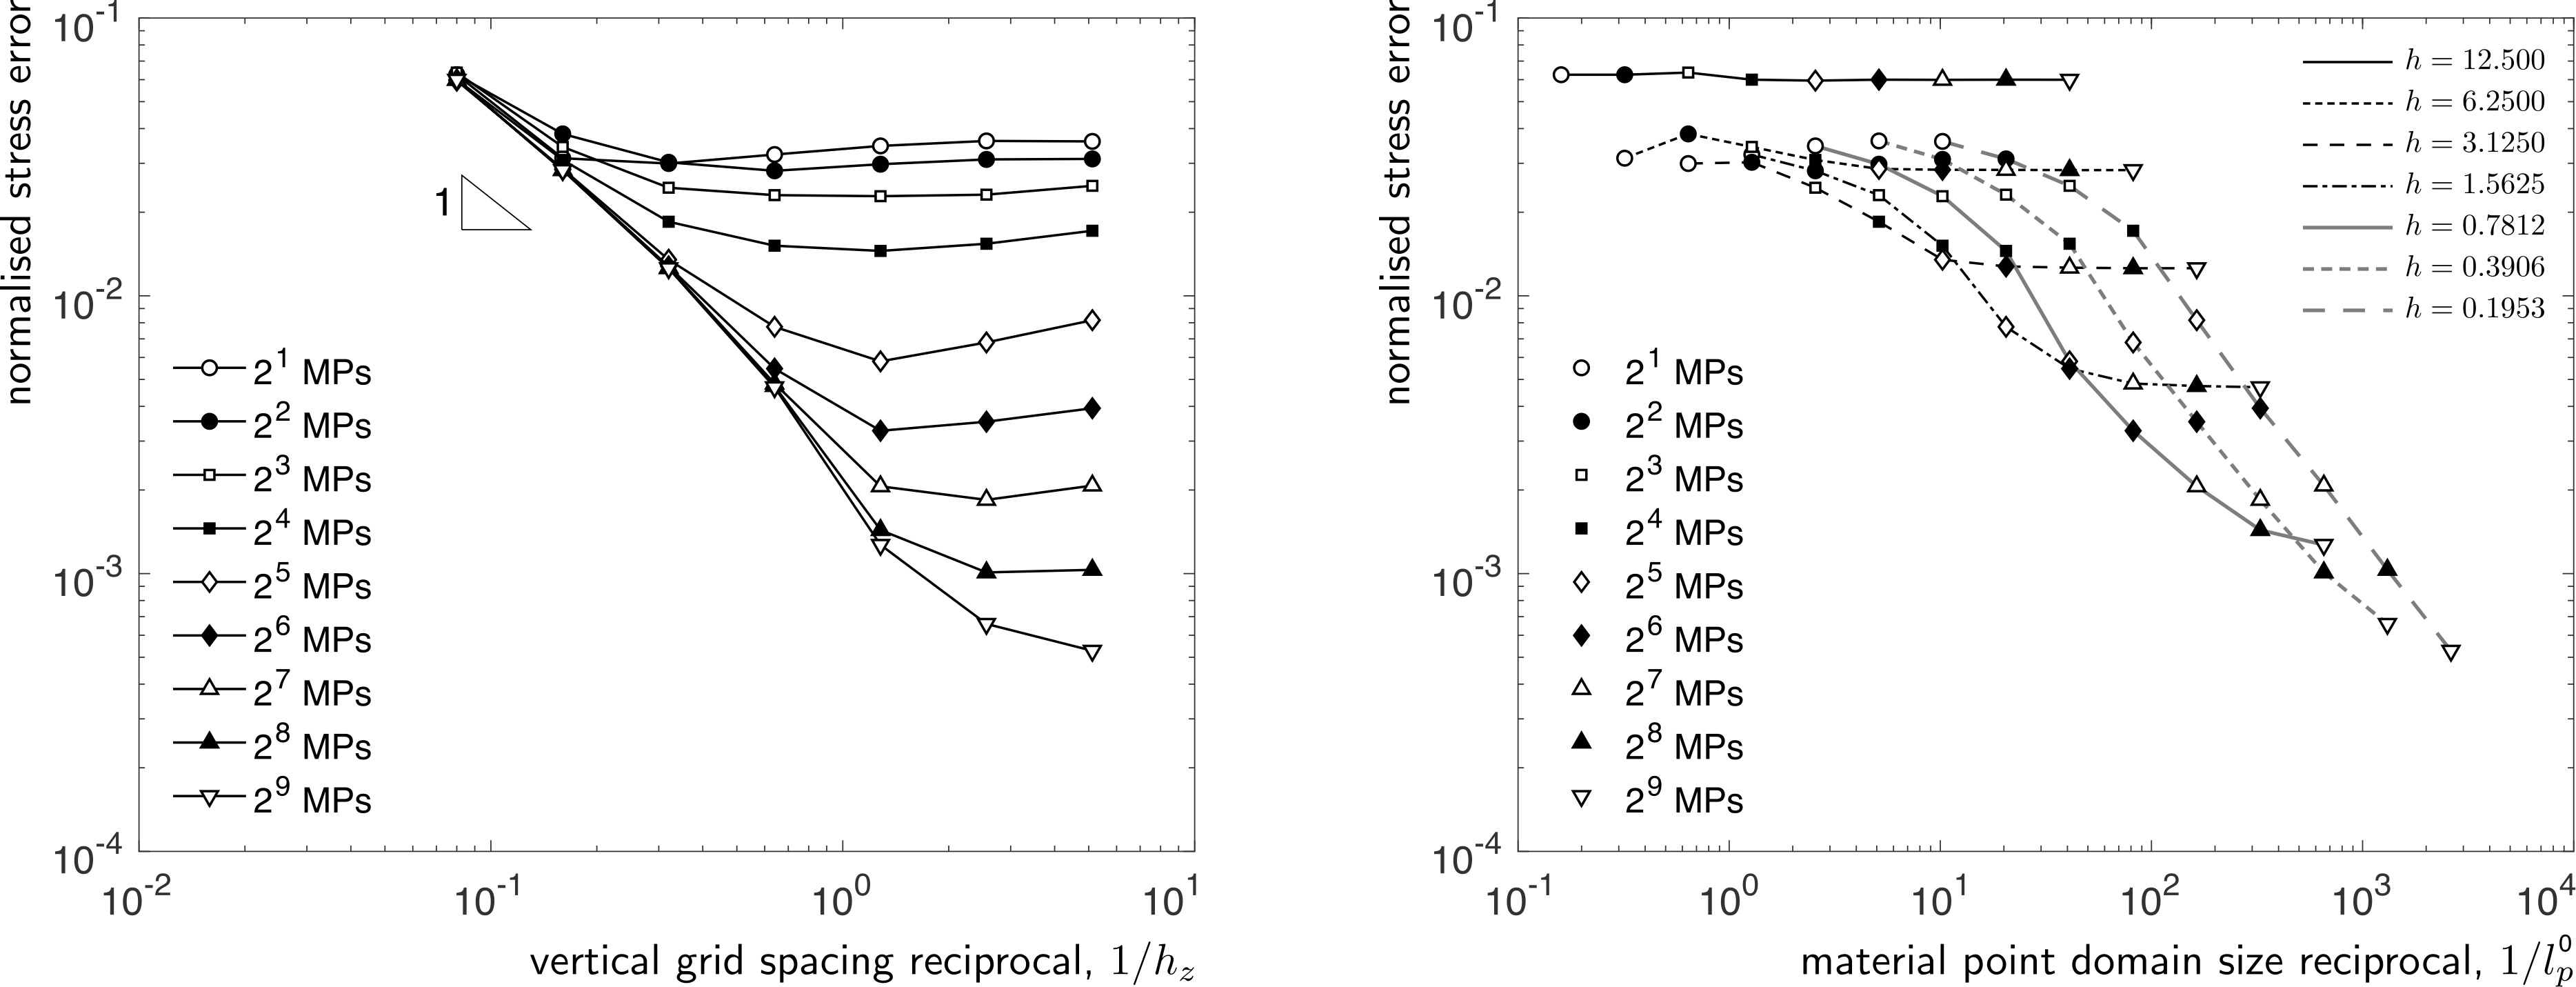 normalised stress error
10^-1
10^-2
10^-3
10^-4
1
2^1 MPs
2^2 MPs
2^3 MPs
2^4 MPs
2^5 MPs
2^6 MPs
2^7 MPs
2^8 MPs
2^9 MPs
10^-2 10^-1 10^0 10^1
vertical grid spacing reciprocal, 1/h_z
normalised stress error
10^-1
10^-2
10^-3
10^-4
h = 12.500
h = 6.2500
h = 3.1250
h = 1.5625
h = 0.7812
h = 0.3906
h = 0.1953
2^1 MPs
2^2 MPs
2^3 MPs
2^4 MPs
2^5 MPs
2^6 MPs
2^7 MPs
2^8 MPs
2^9 MPs
10^-1 10^0 10^1 10^2 10^3 10^4
material point domain size reciprocal, 1/l_p^0